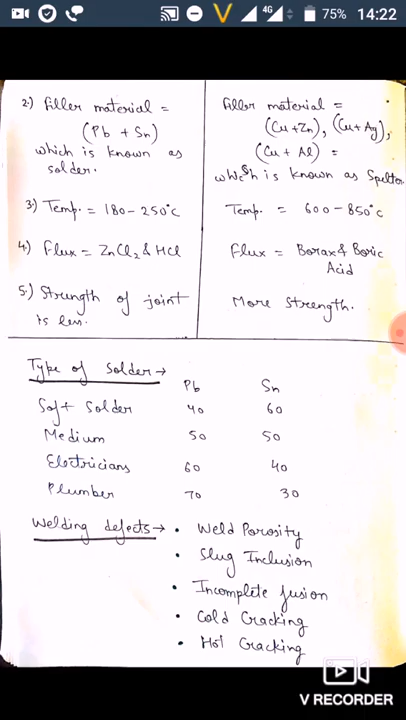 75% 14:22
2.) Filler material =
(Pb + Sn)
which is known as
solder.
3.) Temp. = 180-250°C
4.) Flux = ZnCl2 & HCl
5.) Strength of joint
is less.
Filler material =
(Cu+Zn), (Cu+Ag),
(Cu + Al) =
which is known as Spelter
Temp. = 600-850°C
Flux = Borax & Boric
Acid
More Strength.
Type of Solder→
Pb Sn
Soft Solder 40 60
Medium 50 50
Electricians 60 40
Plumber 70 30
Welding defects→ • Weld Porosity
• Slug Inclusion
• Incomplete fusion
• Cold Cracking
• Hot Cracking
V RECORDER